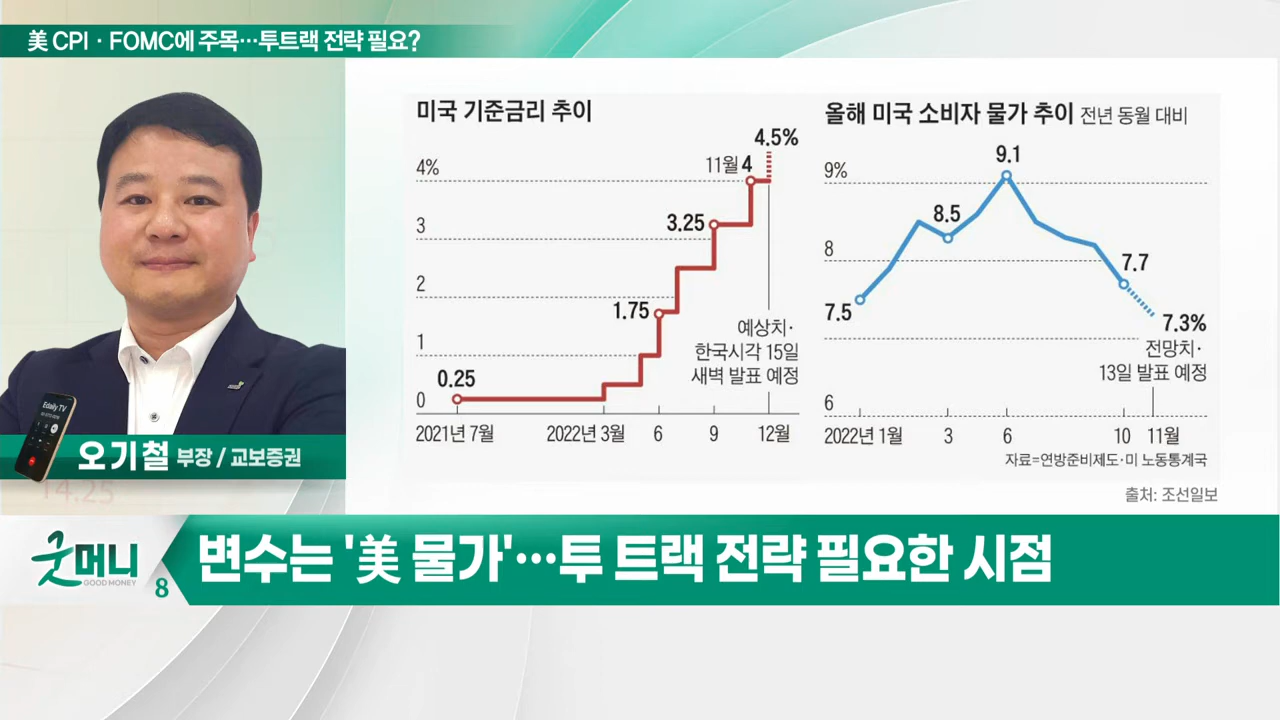 美 CPI · FOMC에 주목…투트랙 전략 필요?
미국 기준금리 추이
4%
3
2
1
0
0.25
1.75
3.25
11월 4
4.5%
예상치·
한국시각 15일
새벽 발표 예정
2021년 7월
2022년 3월
6
9
12월
올해 미국 소비자 물가 추이 전년 동월 대비
9%
8
6
7.5
8.5
9.1
7.7
7.3%
전망치·
13일 발표 예정
2022년 1월
3
6
10
11월
자료=연방준비제도·미 노동통계국
출처: 조선일보
Edaily TV
오기철 부장 / 교보증권
14.25
굿머니
GOOD MONEY
8
변수는 '美 물가'…투 트랙 전략 필요한 시점